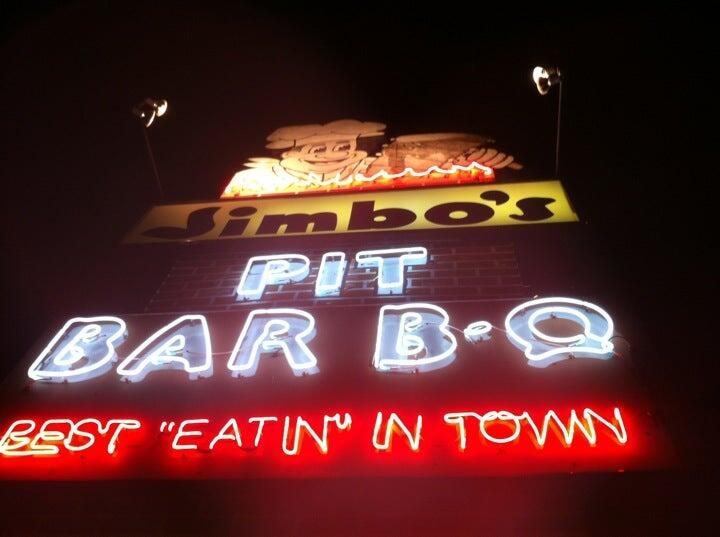 Jimbo's
PIT
BAR B-Q
BEST "EATIN" IN TOWN